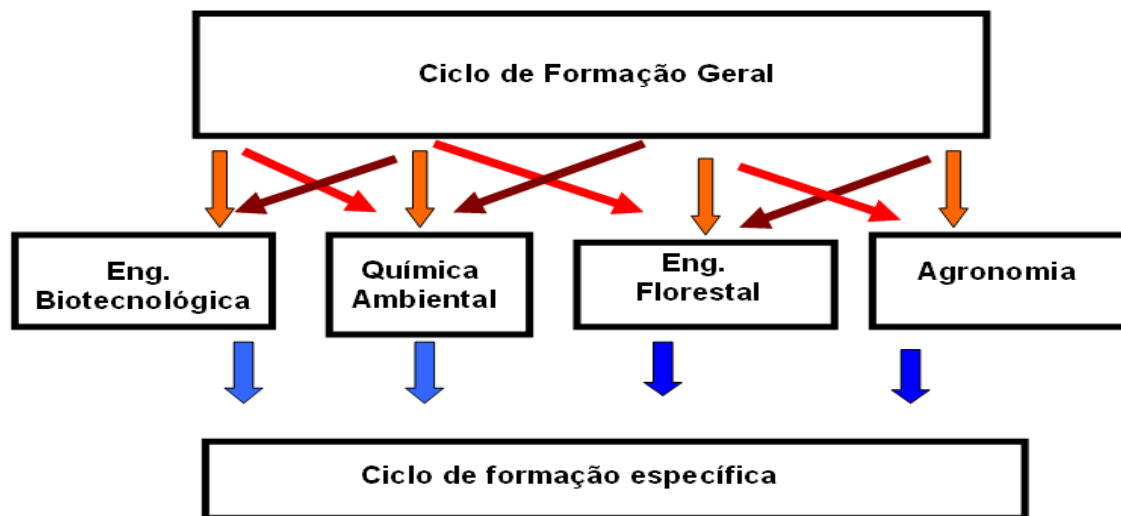 Ciclo de Formação Geral
Eng.
Biotecnológica
Química
Ambiental
Eng.
Florestal
Agronomia
Ciclo de formação específica